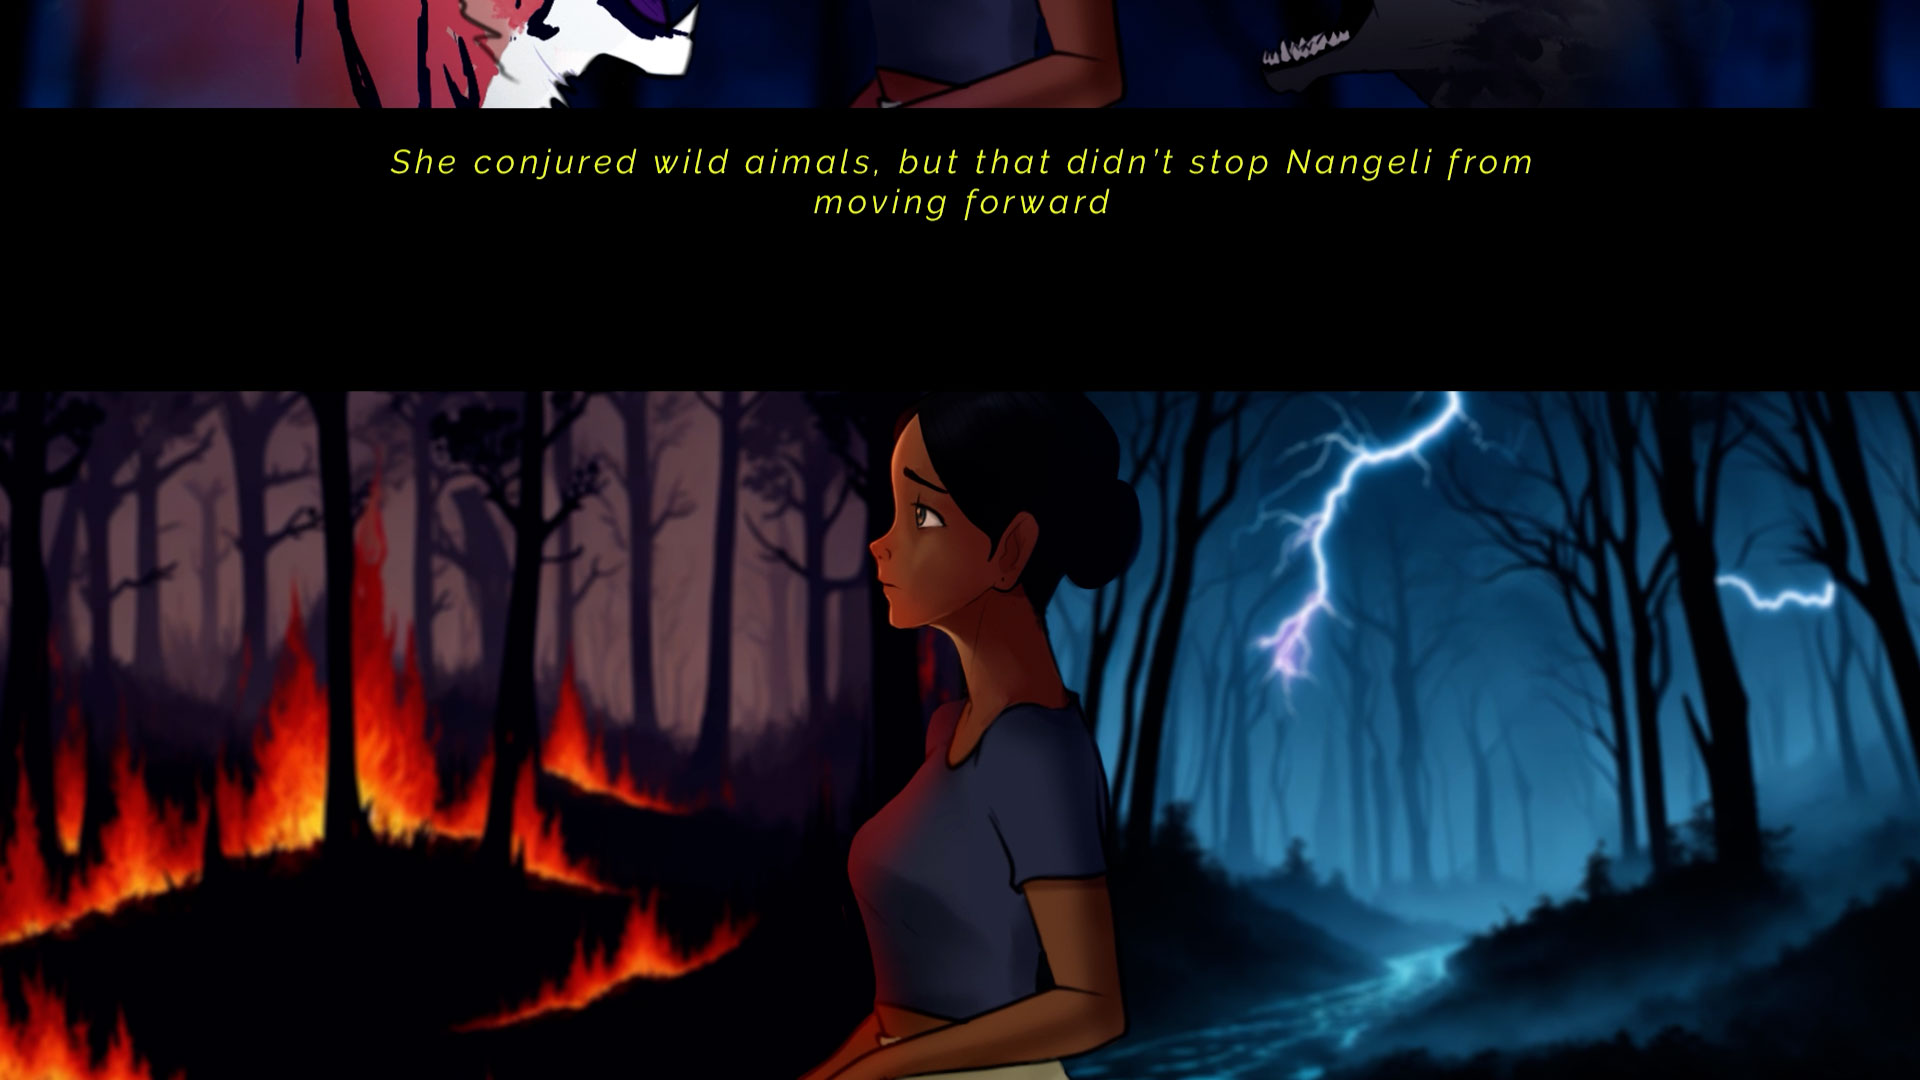 She conjured wild aimals, but that didn't stop Nangeli from
moving forward